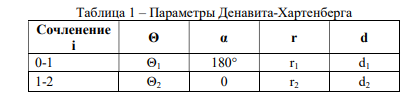 Таблица 1 – Параметры Денавита-Хартенберга
Сочленение i Θ α r d
0-1 Θ₁ 180° r₁ d₁
1-2 Θ₂ 0 r₂ d₂